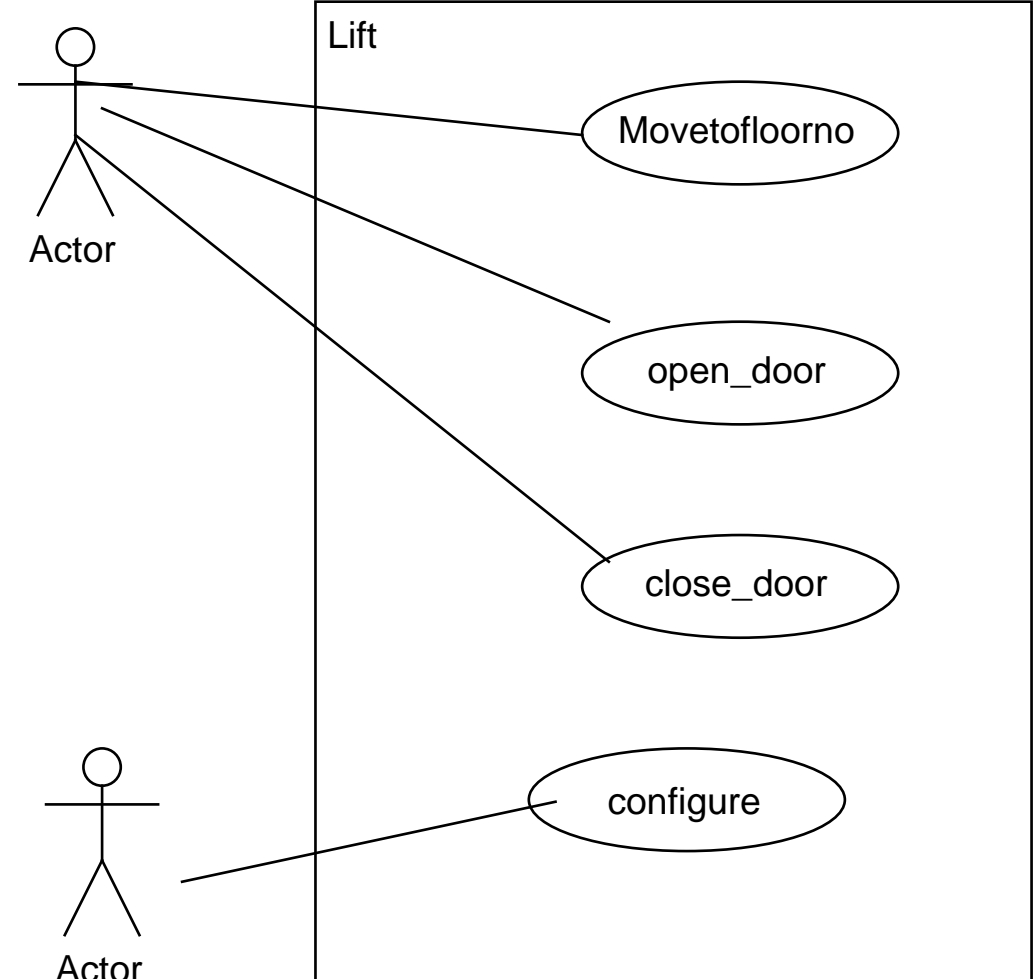 Lift
Movetofloorno
Actor
open_door
close_door
configure
Actor